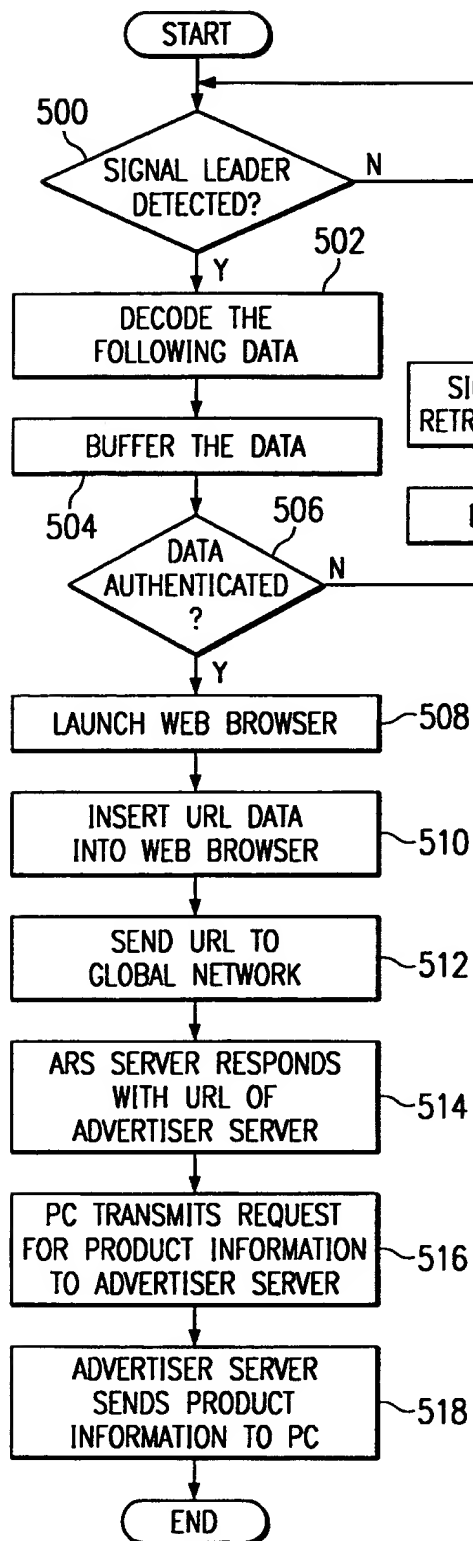 START
500
SIGNAL LEADER
DETECTED?
N
Y
502
DECODE THE
FOLLOWING DATA
BUFFER THE DATA
504
506
DATA
AUTHENTICATED
?
N
Y
LAUNCH WEB BROWSER
508
INSERT URL DATA
INTO WEB BROWSER
510
SEND URL TO
GLOBAL NETWORK
512
ARS SERVER RESPONDS
WITH URL OF
ADVERTISER SERVER
514
PC TRANSMITS REQUEST
FOR PRODUCT INFORMATION
TO ADVERTISER SERVER
516
ADVERTISER SERVER
SENDS PRODUCT
INFORMATION TO PC
518
END